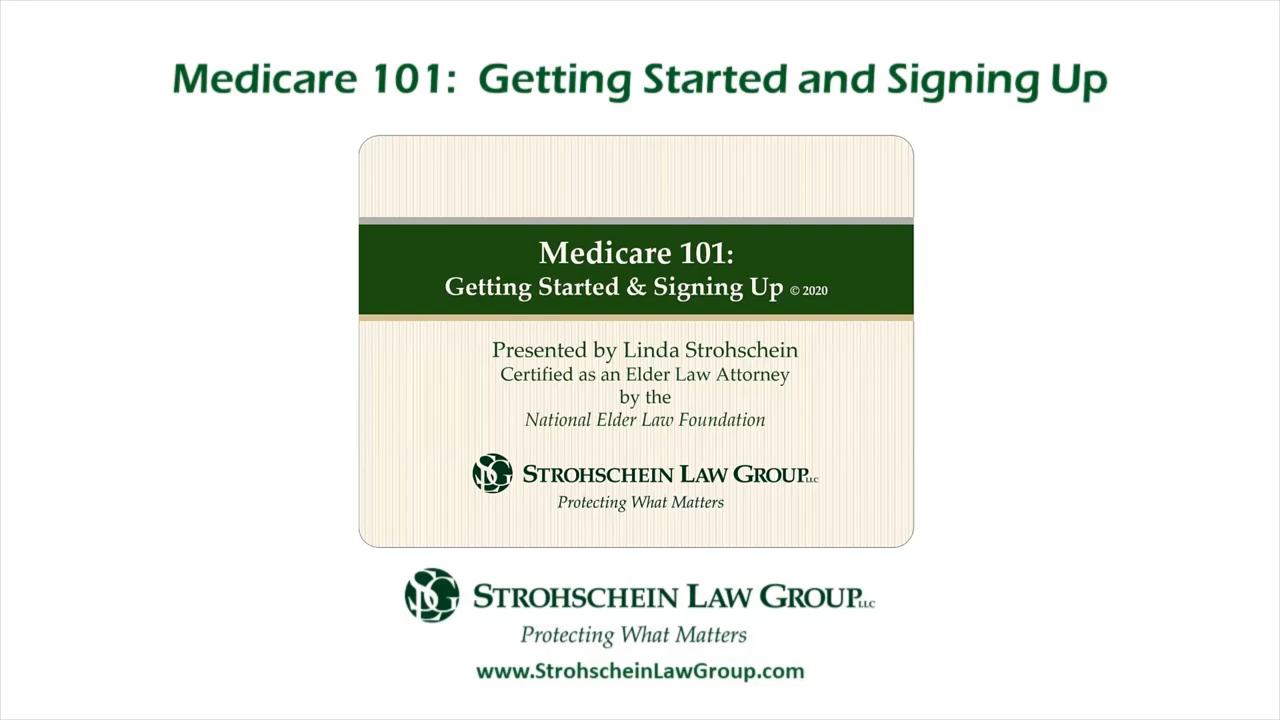 Medicare 101: Getting Started and Signing Up
Medicare 101:
Getting Started & Signing Up © 2020
Presented by Linda Strohschein
Certified as an Elder Law Attorney
by the
National Elder Law Foundation
SLG STROHSCHEIN LAW GROUP LLC
Protecting What Matters
SLG STROHSCHEIN LAW GROUP LLC
Protecting What Matters
www.StrohscheinLawGroup.com